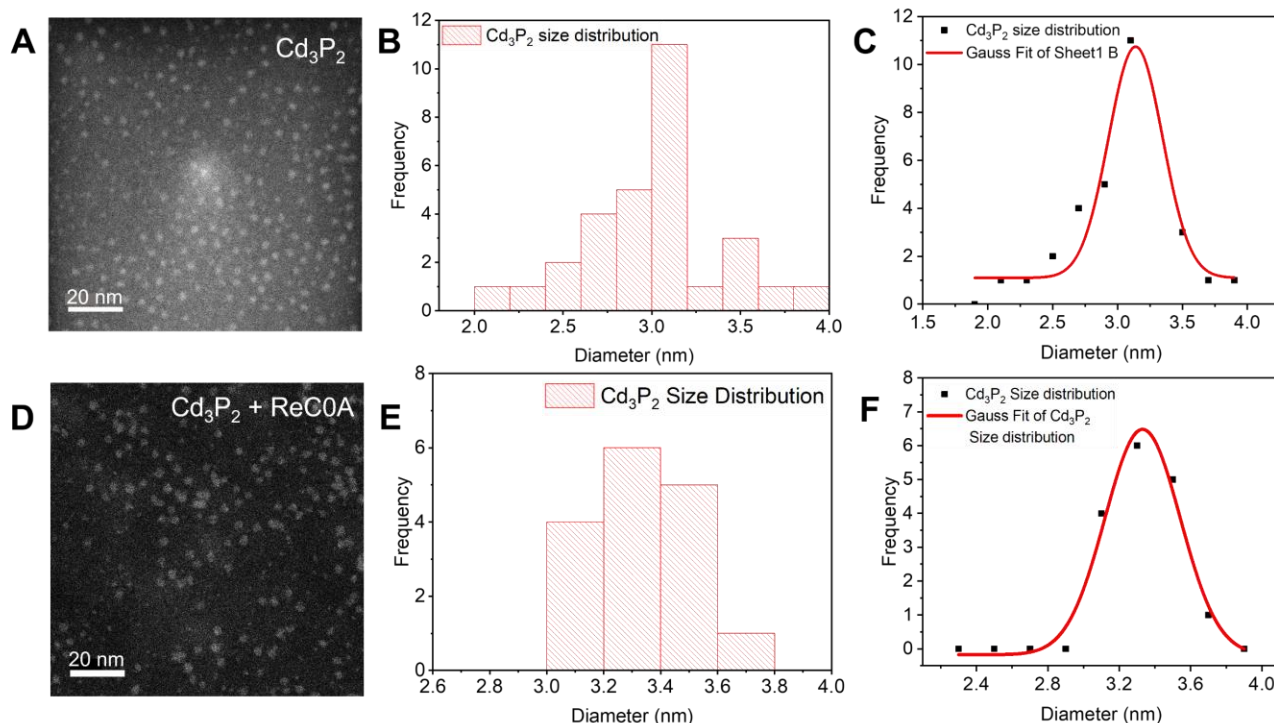 A
Cd₃P₂
20 nm
B
Cd₃P₂ size distribution
Frequency
12
10
8
6
4
2
0
2.0 2.5 3.0 3.5 4.0
Diameter (nm)
C
Cd₃P₂ size distribution
Gauss Fit of Sheet1 B
Frequency
12
10
8
6
4
2
0
1.5 2.0 2.5 3.0 3.5 4.0
Diameter (nm)
D
Cd₃P₂ + ReC0A
20 nm
E
Cd₃P₂ Size Distribution
Frequency
8
6
4
2
0
2.6 2.8 3.0 3.2 3.4 3.6 3.8 4.0
Diameter (nm)
F
Cd₃P₂ Size distribution
Gauss Fit of Cd₃P₂
Size distribution
Frequency
8
7
6
5
4
3
2
1
0
2.4 2.8 3.2 3.6 4.0
Diameter (nm)